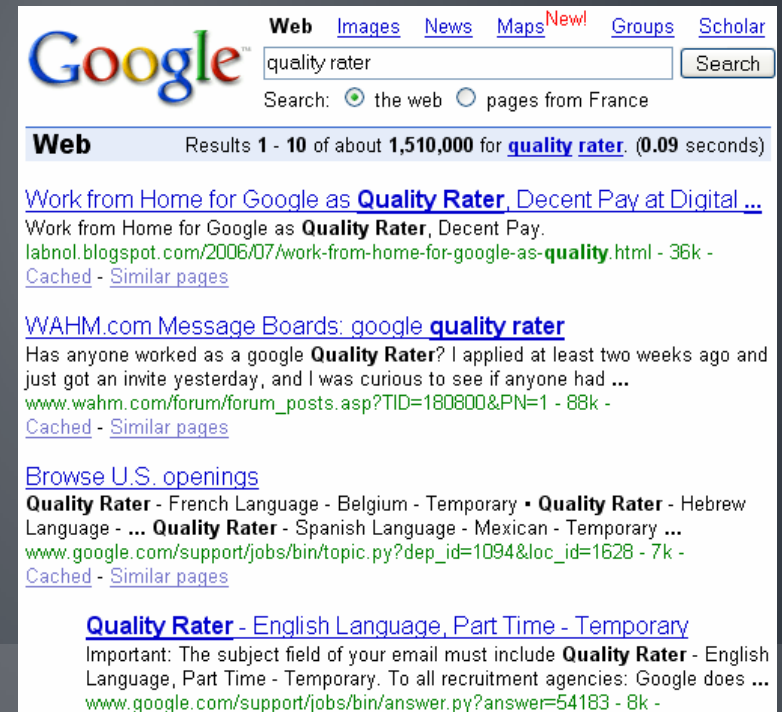 Google™ Web Images News Maps New! Groups Scholar
quality rater Search
Search: the web pages from France
Web Results 1 - 10 of about 1,510,000 for quality rater. (0.09 seconds)
Work from Home for Google as Quality Rater, Decent Pay at Digital ...
Work from Home for Google as Quality Rater, Decent Pay.
labnol.blogspot.com/2006/07/work-from-home-for-google-as-quality.html - 36k -
Cached - Similar pages
WAHM.com Message Boards: google quality rater
Has anyone worked as a google Quality Rater? I applied at least two weeks ago and
just got an invite yesterday, and I was curious to see if anyone had ...
www.wahm.com/forum/forum_posts.asp?TID=180800&PN=1 - 88k -
Cached - Similar pages
Browse U.S. openings
Quality Rater - French Language - Belgium - Temporary • Quality Rater - Hebrew
Language - ... Quality Rater - Spanish Language - Mexican - Temporary ...
www.google.com/support/jobs/bin/topic.py?dep_id=1094&loc_id=1628 - 7k -
Cached - Similar pages
Quality Rater - English Language, Part Time - Temporary
Important: The subject field of your email must include Quality Rater - English
Language, Part Time - Temporary. To all recruitment agencies: Google does ...
www.google.com/support/jobs/bin/answer.py?answer=54183 - 8k -